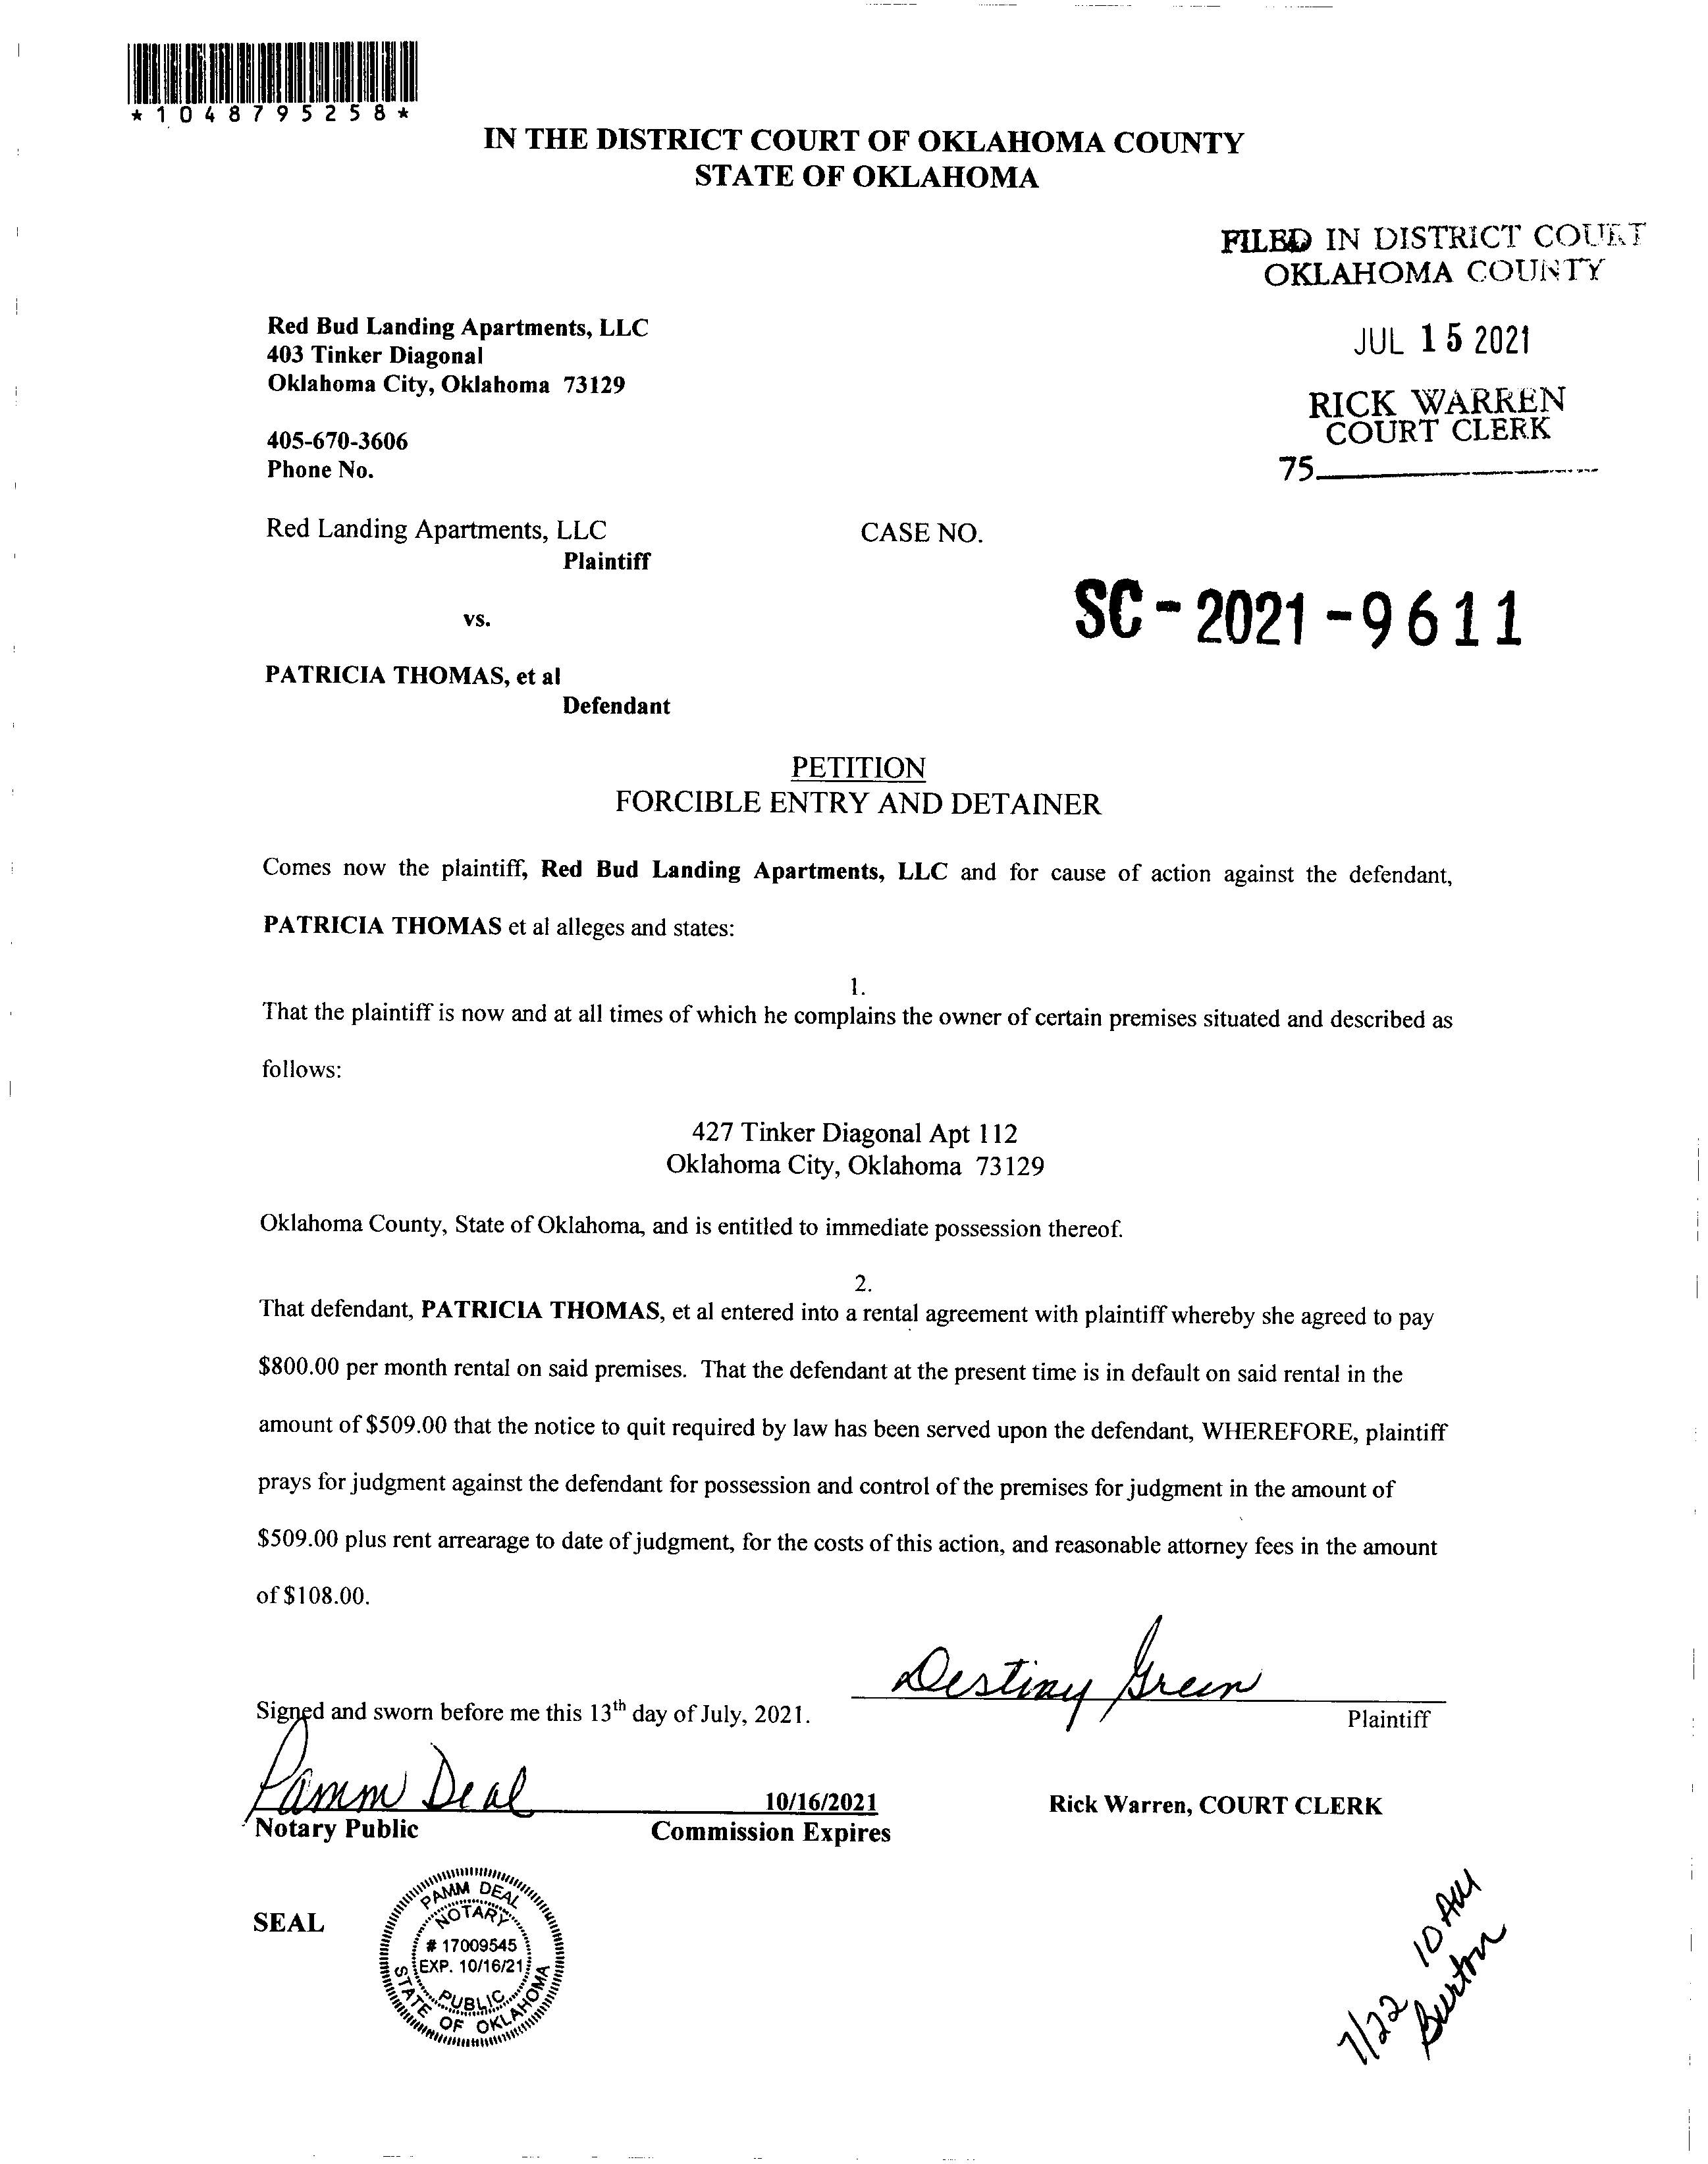 *1048795258*
IN THE DISTRICT COURT OF OKLAHOMA COUNTY
STATE OF OKLAHOMA
FILED IN DISTRICT COURT
OKLAHOMA COUNTY
JUL 15 2021
RICK WARREN
COURT CLERK
75
Red Bud Landing Apartments, LLC
403 Tinker Diagonal
Oklahoma City, Oklahoma 73129
405-670-3606
Phone No.
Red Landing Apartments, LLC
Plaintiff
CASE NO.
SC-2021-9611
vs.
PATRICIA THOMAS, et al
Defendant
PETITION
FORCIBLE ENTRY AND DETAINER
Comes now the plaintiff, Red Bud Landing Apartments, LLC and for cause of action against the defendant,
PATRICIA THOMAS et al alleges and states:
1.
That the plaintiff is now and at all times of which he complains the owner of certain premises situated and described as
follows:
427 Tinker Diagonal Apt 112
Oklahoma City, Oklahoma 73129
Oklahoma County, State of Oklahoma, and is entitled to immediate possession thereof.
2.
That defendant, PATRICIA THOMAS, et al entered into a rental agreement with plaintiff whereby she agreed to pay
$800.00 per month rental on said premises. That the defendant at the present time is in default on said rental in the
amount of $509.00 that the notice to quit required by law has been served upon the defendant, WHEREFORE, plaintiff
prays for judgment against the defendant for possession and control of the premises for judgment in the amount of
$509.00 plus rent arrearage to date of judgment, for the costs of this action, and reasonable attorney fees in the amount
of $108.00.
Destiny Green
Signed and sworn before me this 13th day of July, 2021.
Plaintiff
Pamm Deal
10/16/2021
Rick Warren, COURT CLERK
Notary Public
Commission Expires
SEAL
PAMM DEAL
NOTARY
# 17009545
EXP. 10/16/21
PUBLIC
STATE OF OKLAHOMA
7/22 10 AM
Burton